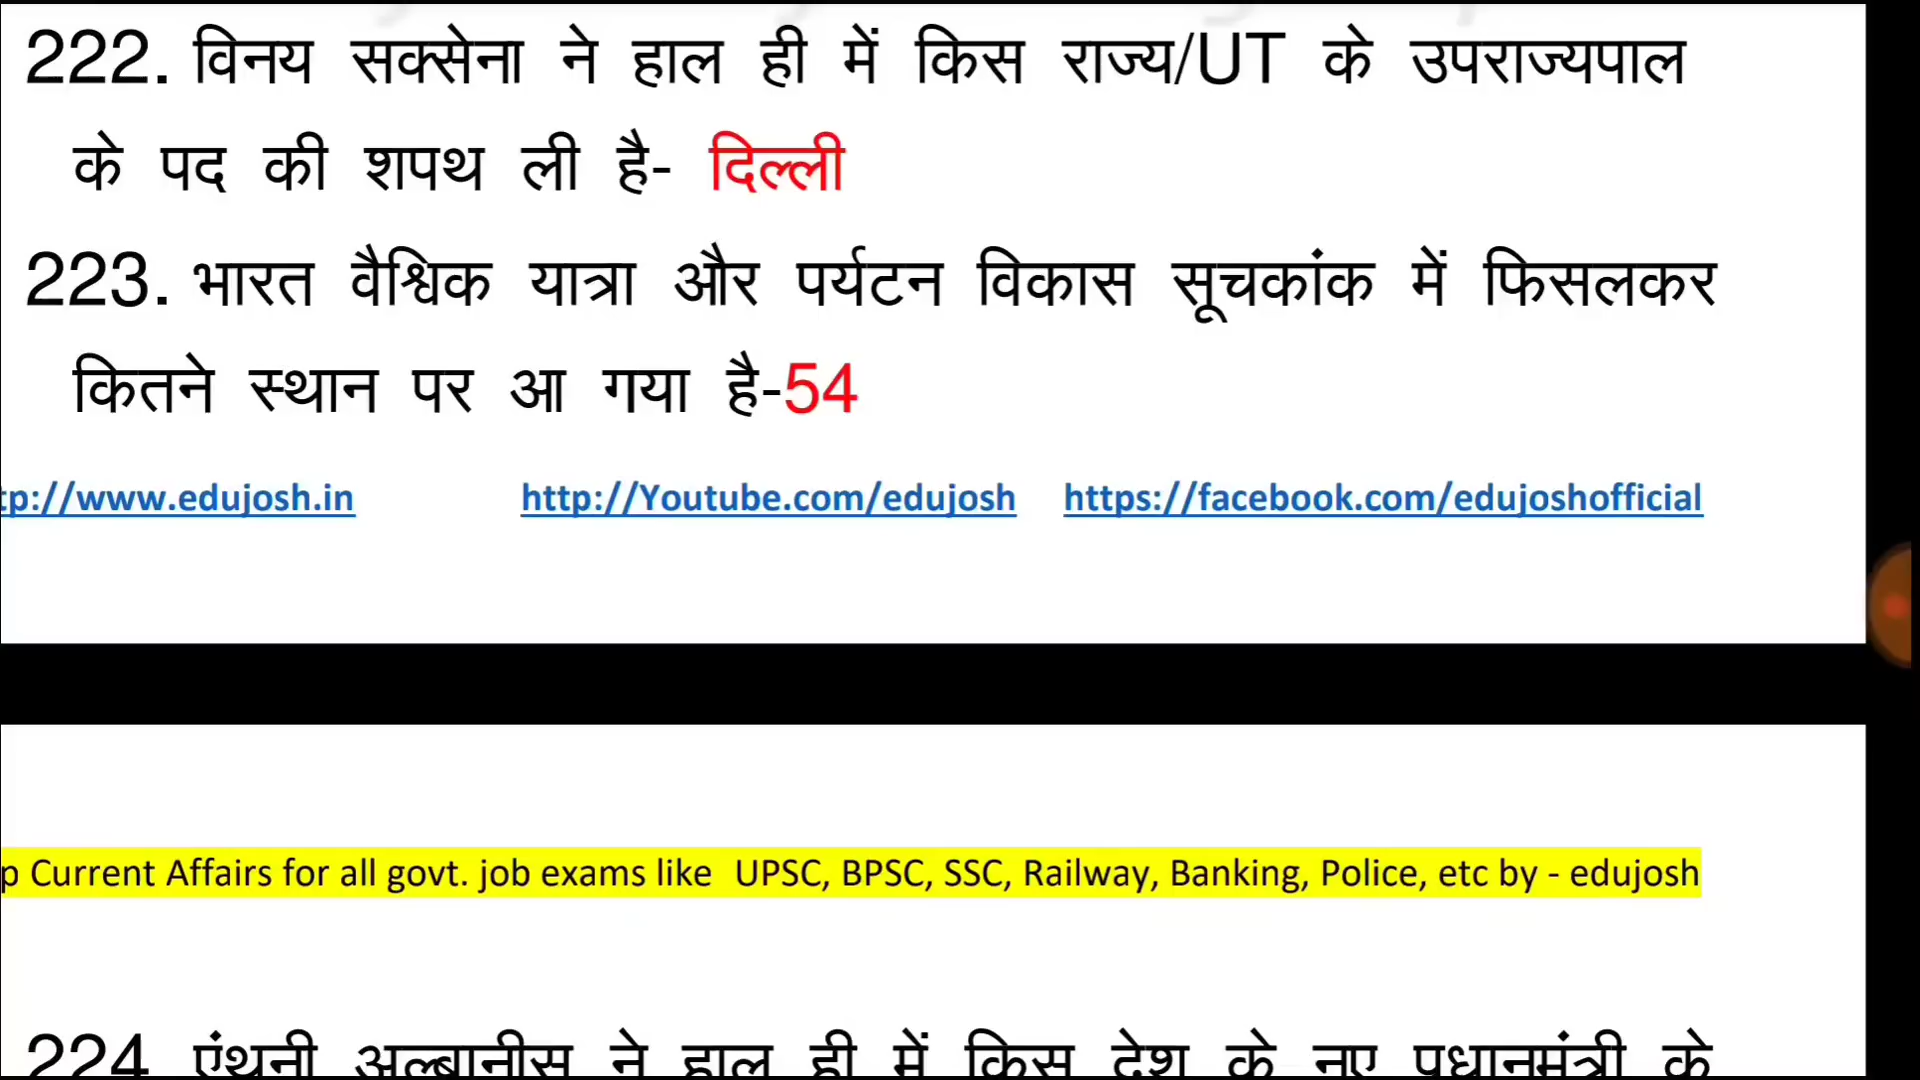 222. विनय सक्सेना ने हाल ही में किस राज्य/UT के उपराज्यपाल
के पद की शपथ ली है- दिल्ली
223. भारत वैश्विक यात्रा और पर्यटन विकास सूचकांक में फिसलकर
कितने स्थान पर आ गया है-54
tp://www.edujosh.in http://Youtube.com/edujosh https://facebook.com/edujoshofficial
p Current Affairs for all govt. job exams like UPSC, BPSC, SSC, Railway, Banking, Police, etc by - edujosh
224 एंथनी अल्बानीस ने हाल ही में किस देश के नए प्रधानमंत्री के